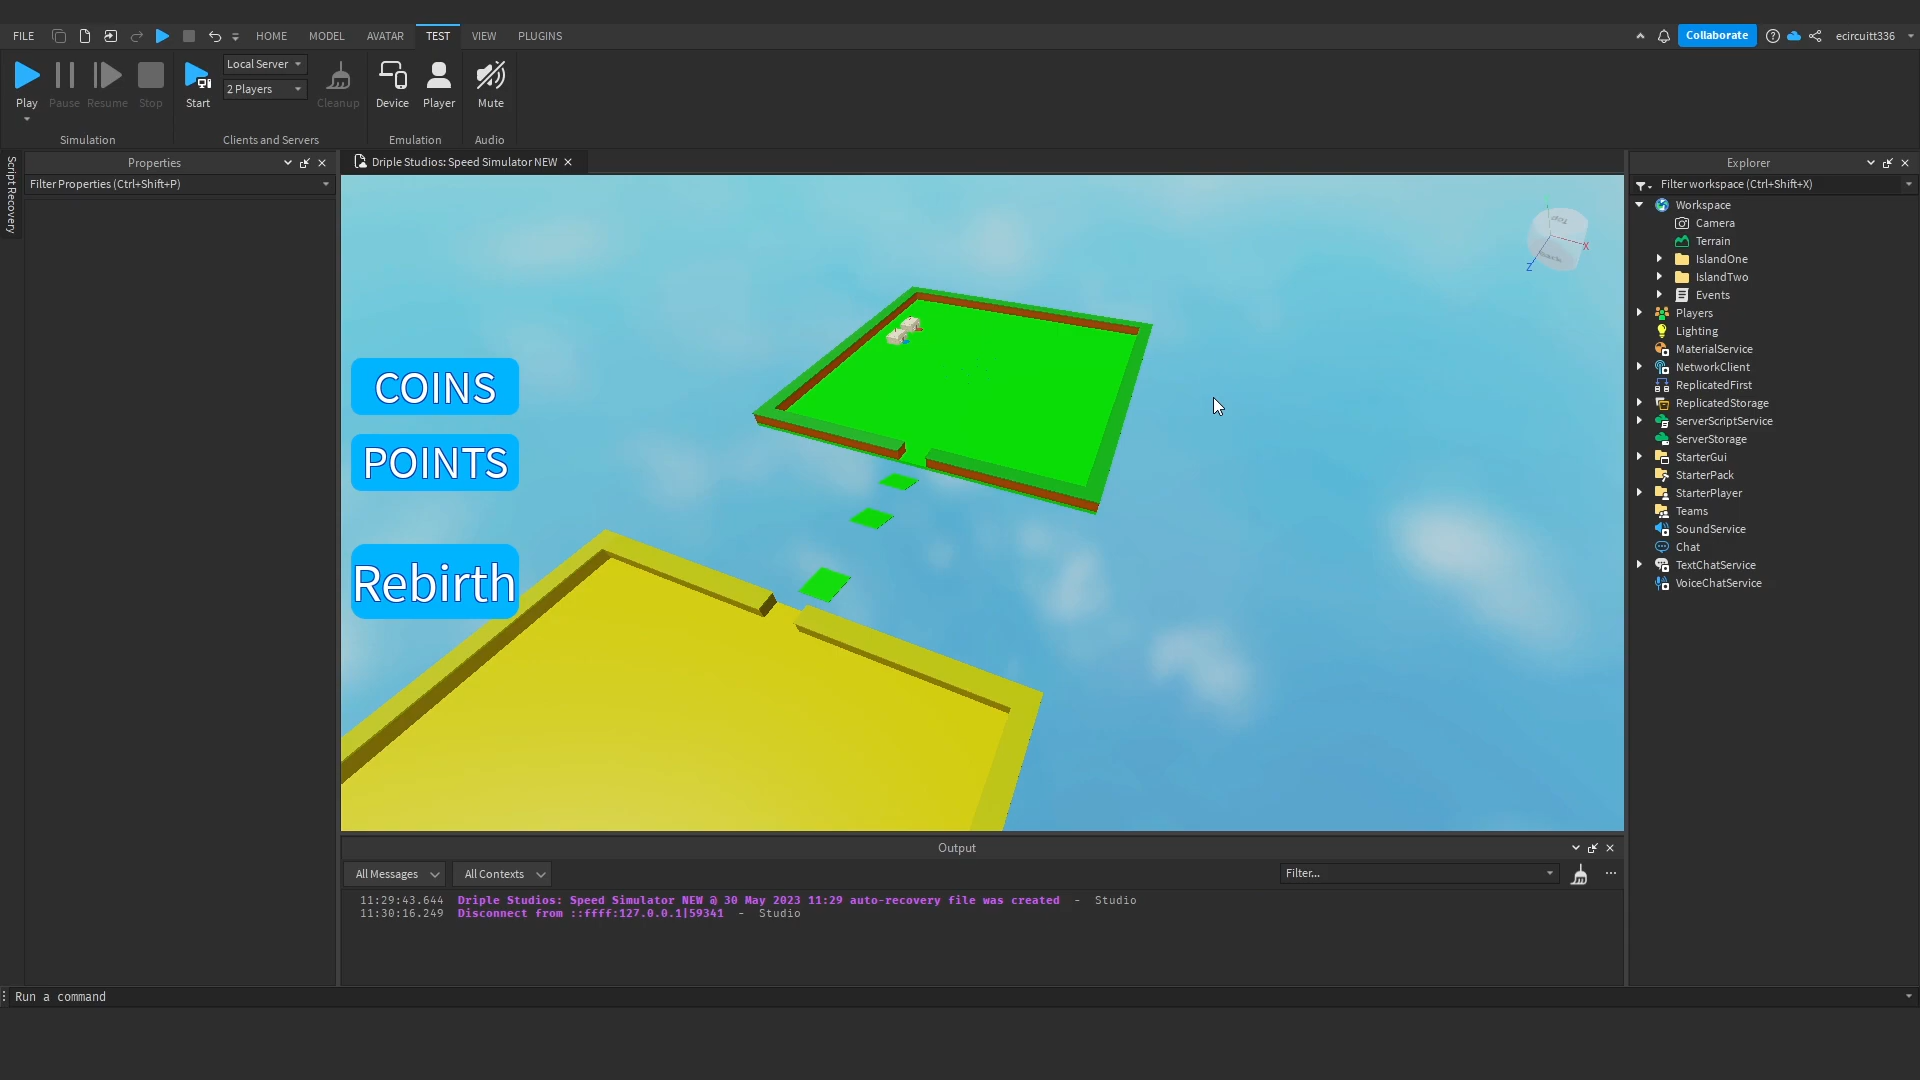 FILE HOME MODEL AVATAR TEST VIEW PLUGINS Collaborate ecircuitt336
Play Pause Resume Stop Start Local Server 2 Players Cleanup Device Player Mute
Simulation Clients and Servers Emulation Audio
Script Recovery
Properties
Filter Properties (Ctrl+Shift+P)
Driple Studios: Speed Simulator NEW
COINS
POINTS
Rebirth
Top
X
Z
Explorer
Filter workspace (Ctrl+Shift+X)
Workspace
Camera
Terrain
IslandOne
IslandTwo
Events
Players
Lighting
MaterialService
NetworkClient
ReplicatedFirst
ReplicatedStorage
ServerScriptService
ServerStorage
StarterGui
StarterPack
StarterPlayer
Teams
SoundService
Chat
TextChatService
VoiceChatService
Output
All Messages All Contexts Filter...
11:29:43.644 Driple Studios: Speed Simulator NEW @ 30 May 2023 11:29 auto-recovery file was created - Studio
11:30:16.249 Disconnect from ::ffff:127.0.0.1|59341 - Studio
Run a command